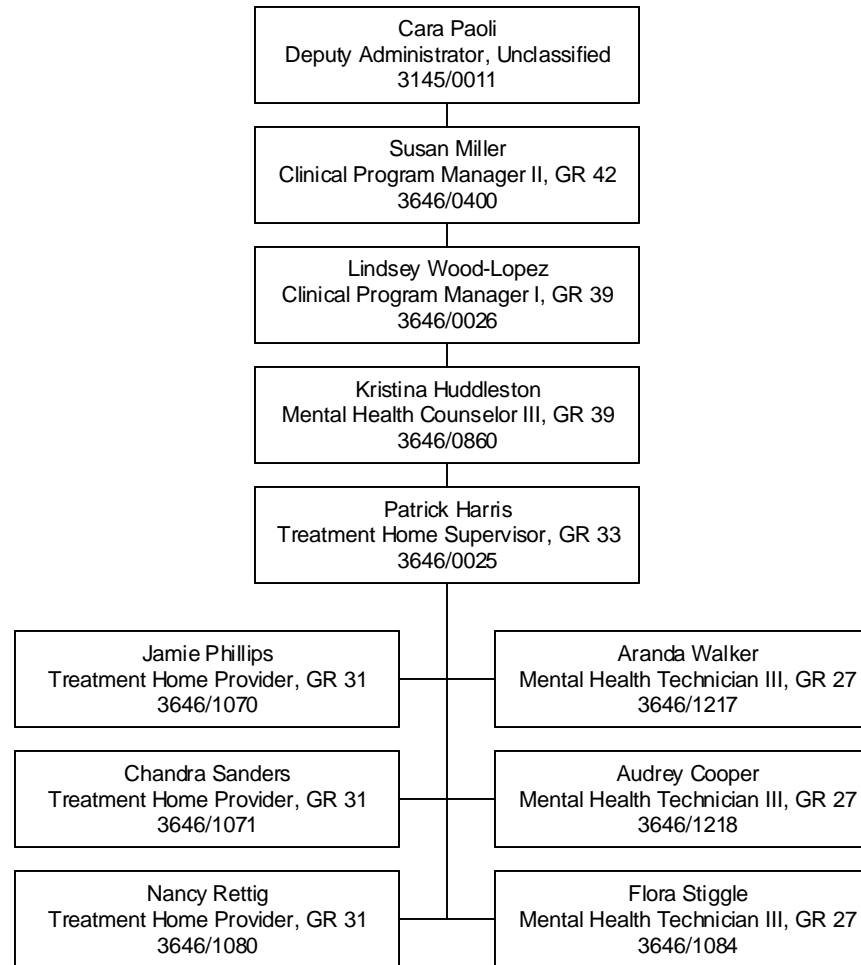 Cara Paoli
Deputy Administrator, Unclassified
3145/0011
Susan Miller
Clinical Program Manager II, GR 42
3646/0400
Lindsey Wood-Lopez
Clinical Program Manager I, GR 39
3646/0026
Kristina Huddleston
Mental Health Counselor III, GR 39
3646/0860
Patrick Harris
Treatment Home Supervisor, GR 33
3646/0025
Jamie Phillips
Treatment Home Provider, GR 31
3646/1070
Aranda Walker
Mental Health Technician III, GR 27
3646/1217
Chandra Sanders
Treatment Home Provider, GR 31
3646/1071
Audrey Cooper
Mental Health Technician III, GR 27
3646/1218
Nancy Rettig
Treatment Home Provider, GR 31
3646/1080
Flora Stiggle
Mental Health Technician III, GR 27
3646/1084